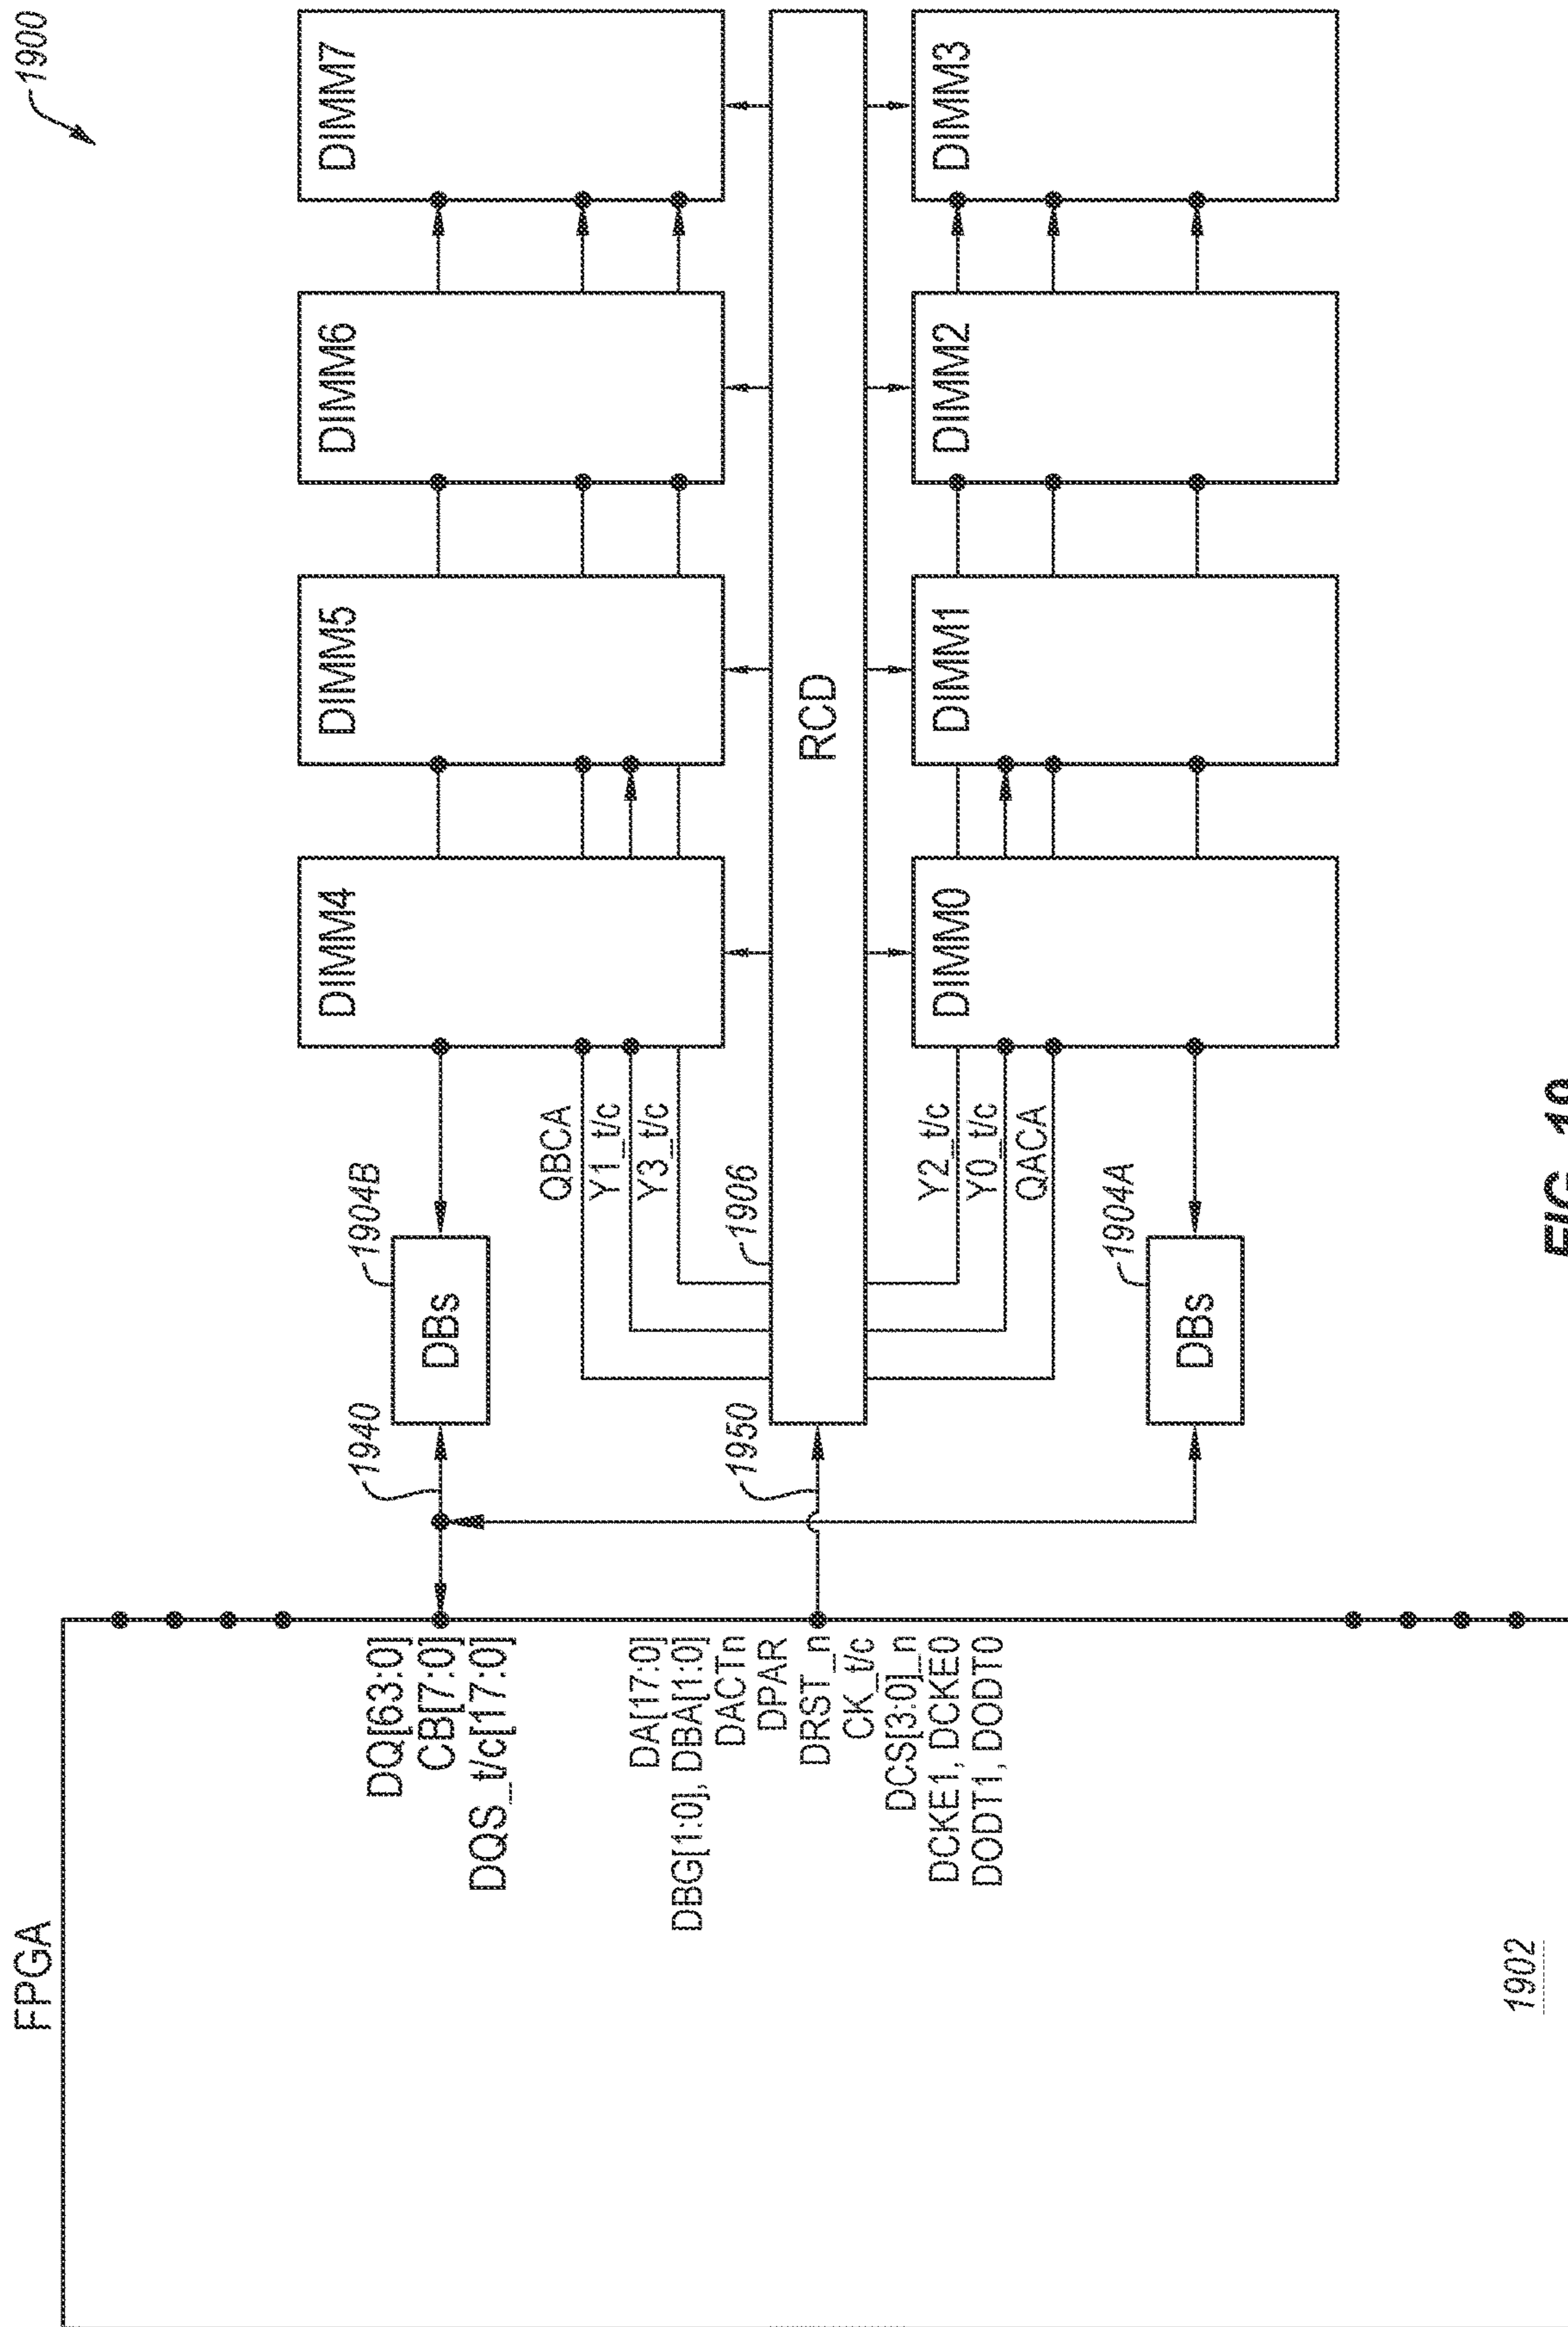 1900
FPGA
DQ[63:0]
CB[7:0]
DQS_t/c[17:0]
DA[17:0]
DBG[1:0], DBA[1:0]
DACTn
DPAR
DRST_n
CK_t/c
DCS[3:0]_n
DCKE1, DCKE0
DODT1, DODT0
1902
1940
1950
1904B
DBs
QBCA
Y1_t/c
Y3_t/c
1906
Y2_t/c
Y0_t/c
QACA
1904A
DBs
DIMM4
DIMM5
DIMM6
DIMM7
RCD
DIMM0
DIMM1
DIMM2
DIMM3
FIG. 19